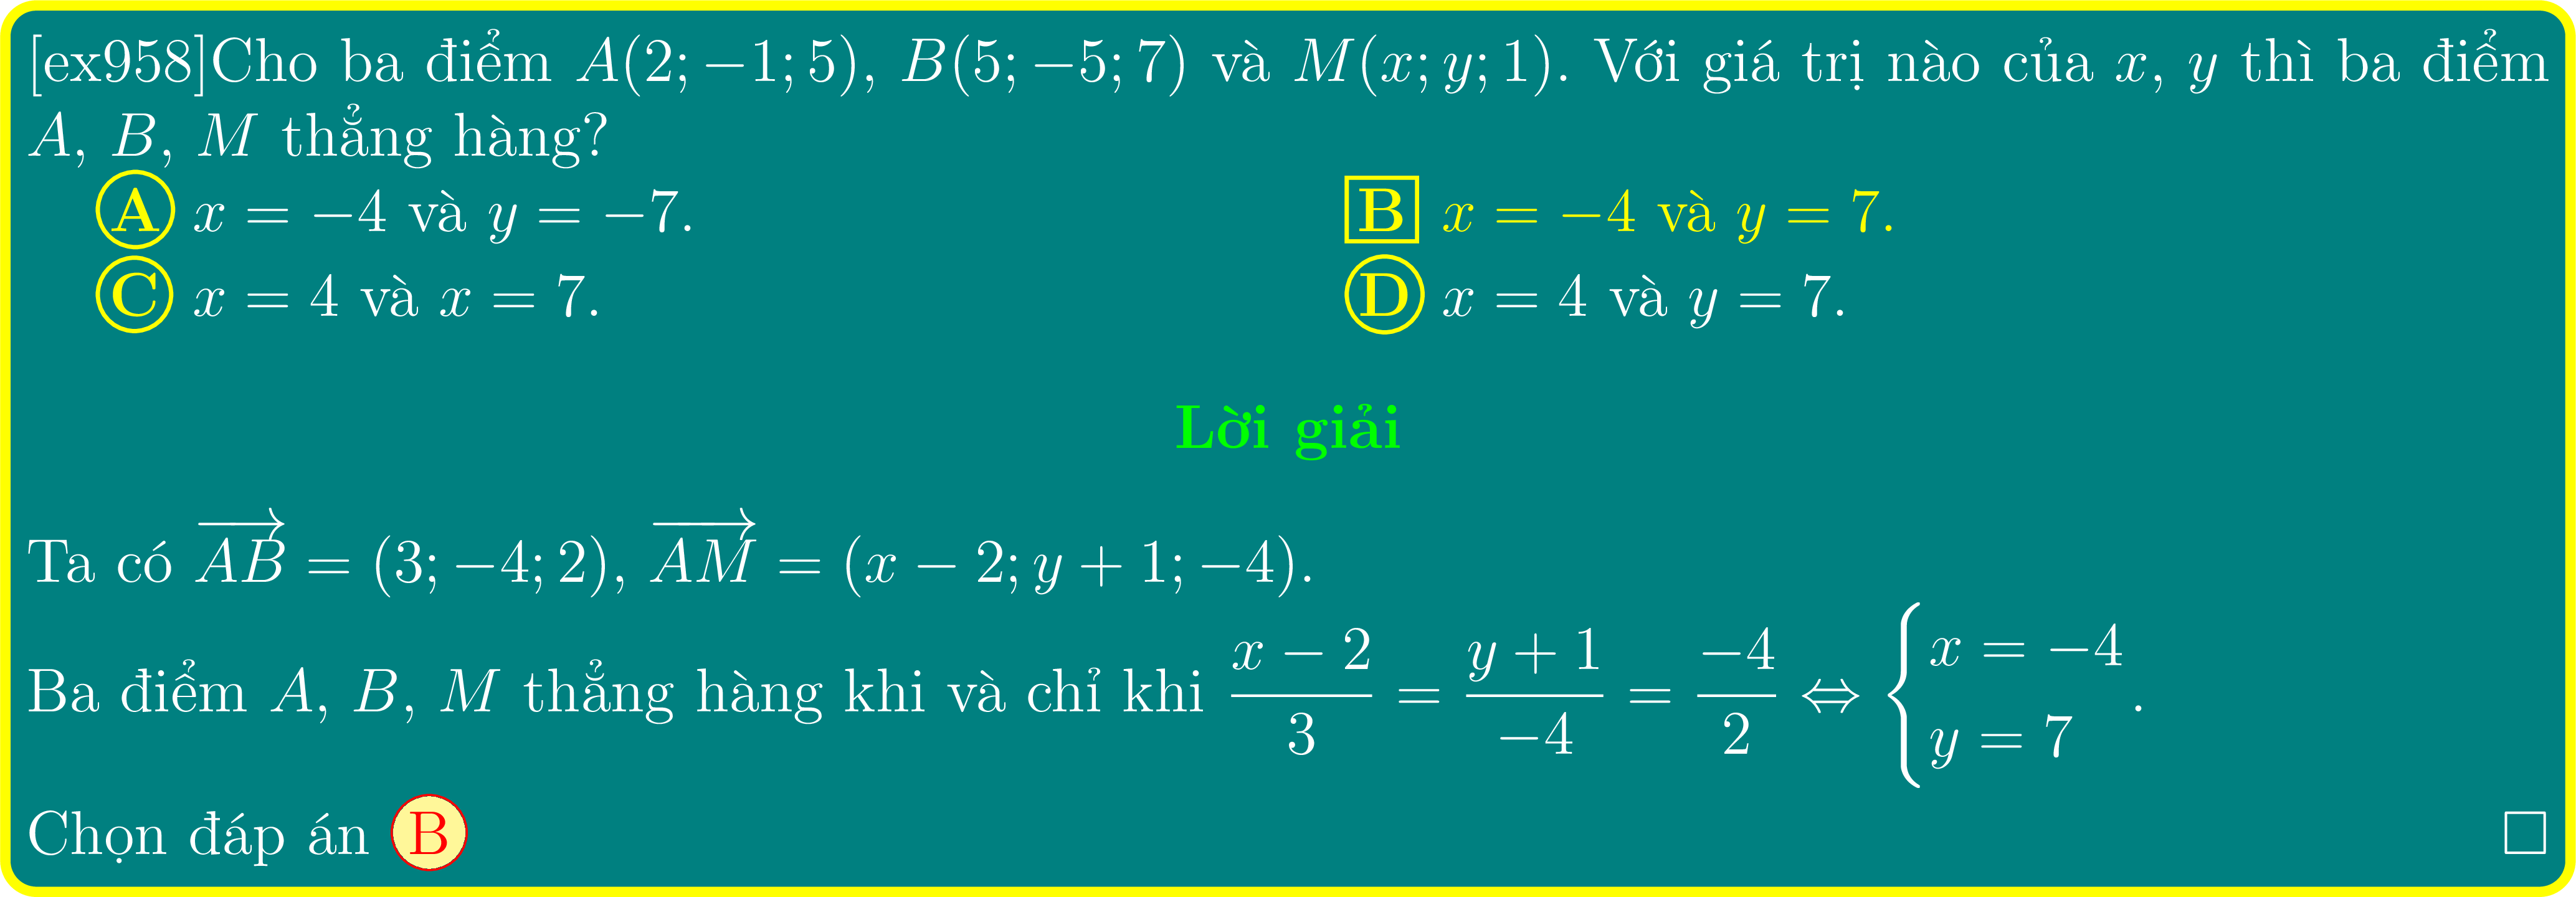 [ex958]Cho ba điểm A(2; −1; 5), B(5; −5; 7) và M(x; y; 1). Với giá trị nào của x, y thì ba điểm
A, B, M thẳng hàng?
A x = −4 và y = −7. B x = −4 và y = 7.
C x = 4 và x = 7. D x = 4 và y = 7.
Lời giải
Ta có \overrightarrow{AB} = (3; −4; 2), \overrightarrow{AM} = (x − 2; y + 1; −4).
Ba điểm A, B, M thẳng hàng khi và chỉ khi \frac{x − 2}{3} = \frac{y + 1}{−4} = \frac{−4}{2} ⇔ \begin{cases} x = −4 \\ y = 7 \end{cases}.
Chọn đáp án B □